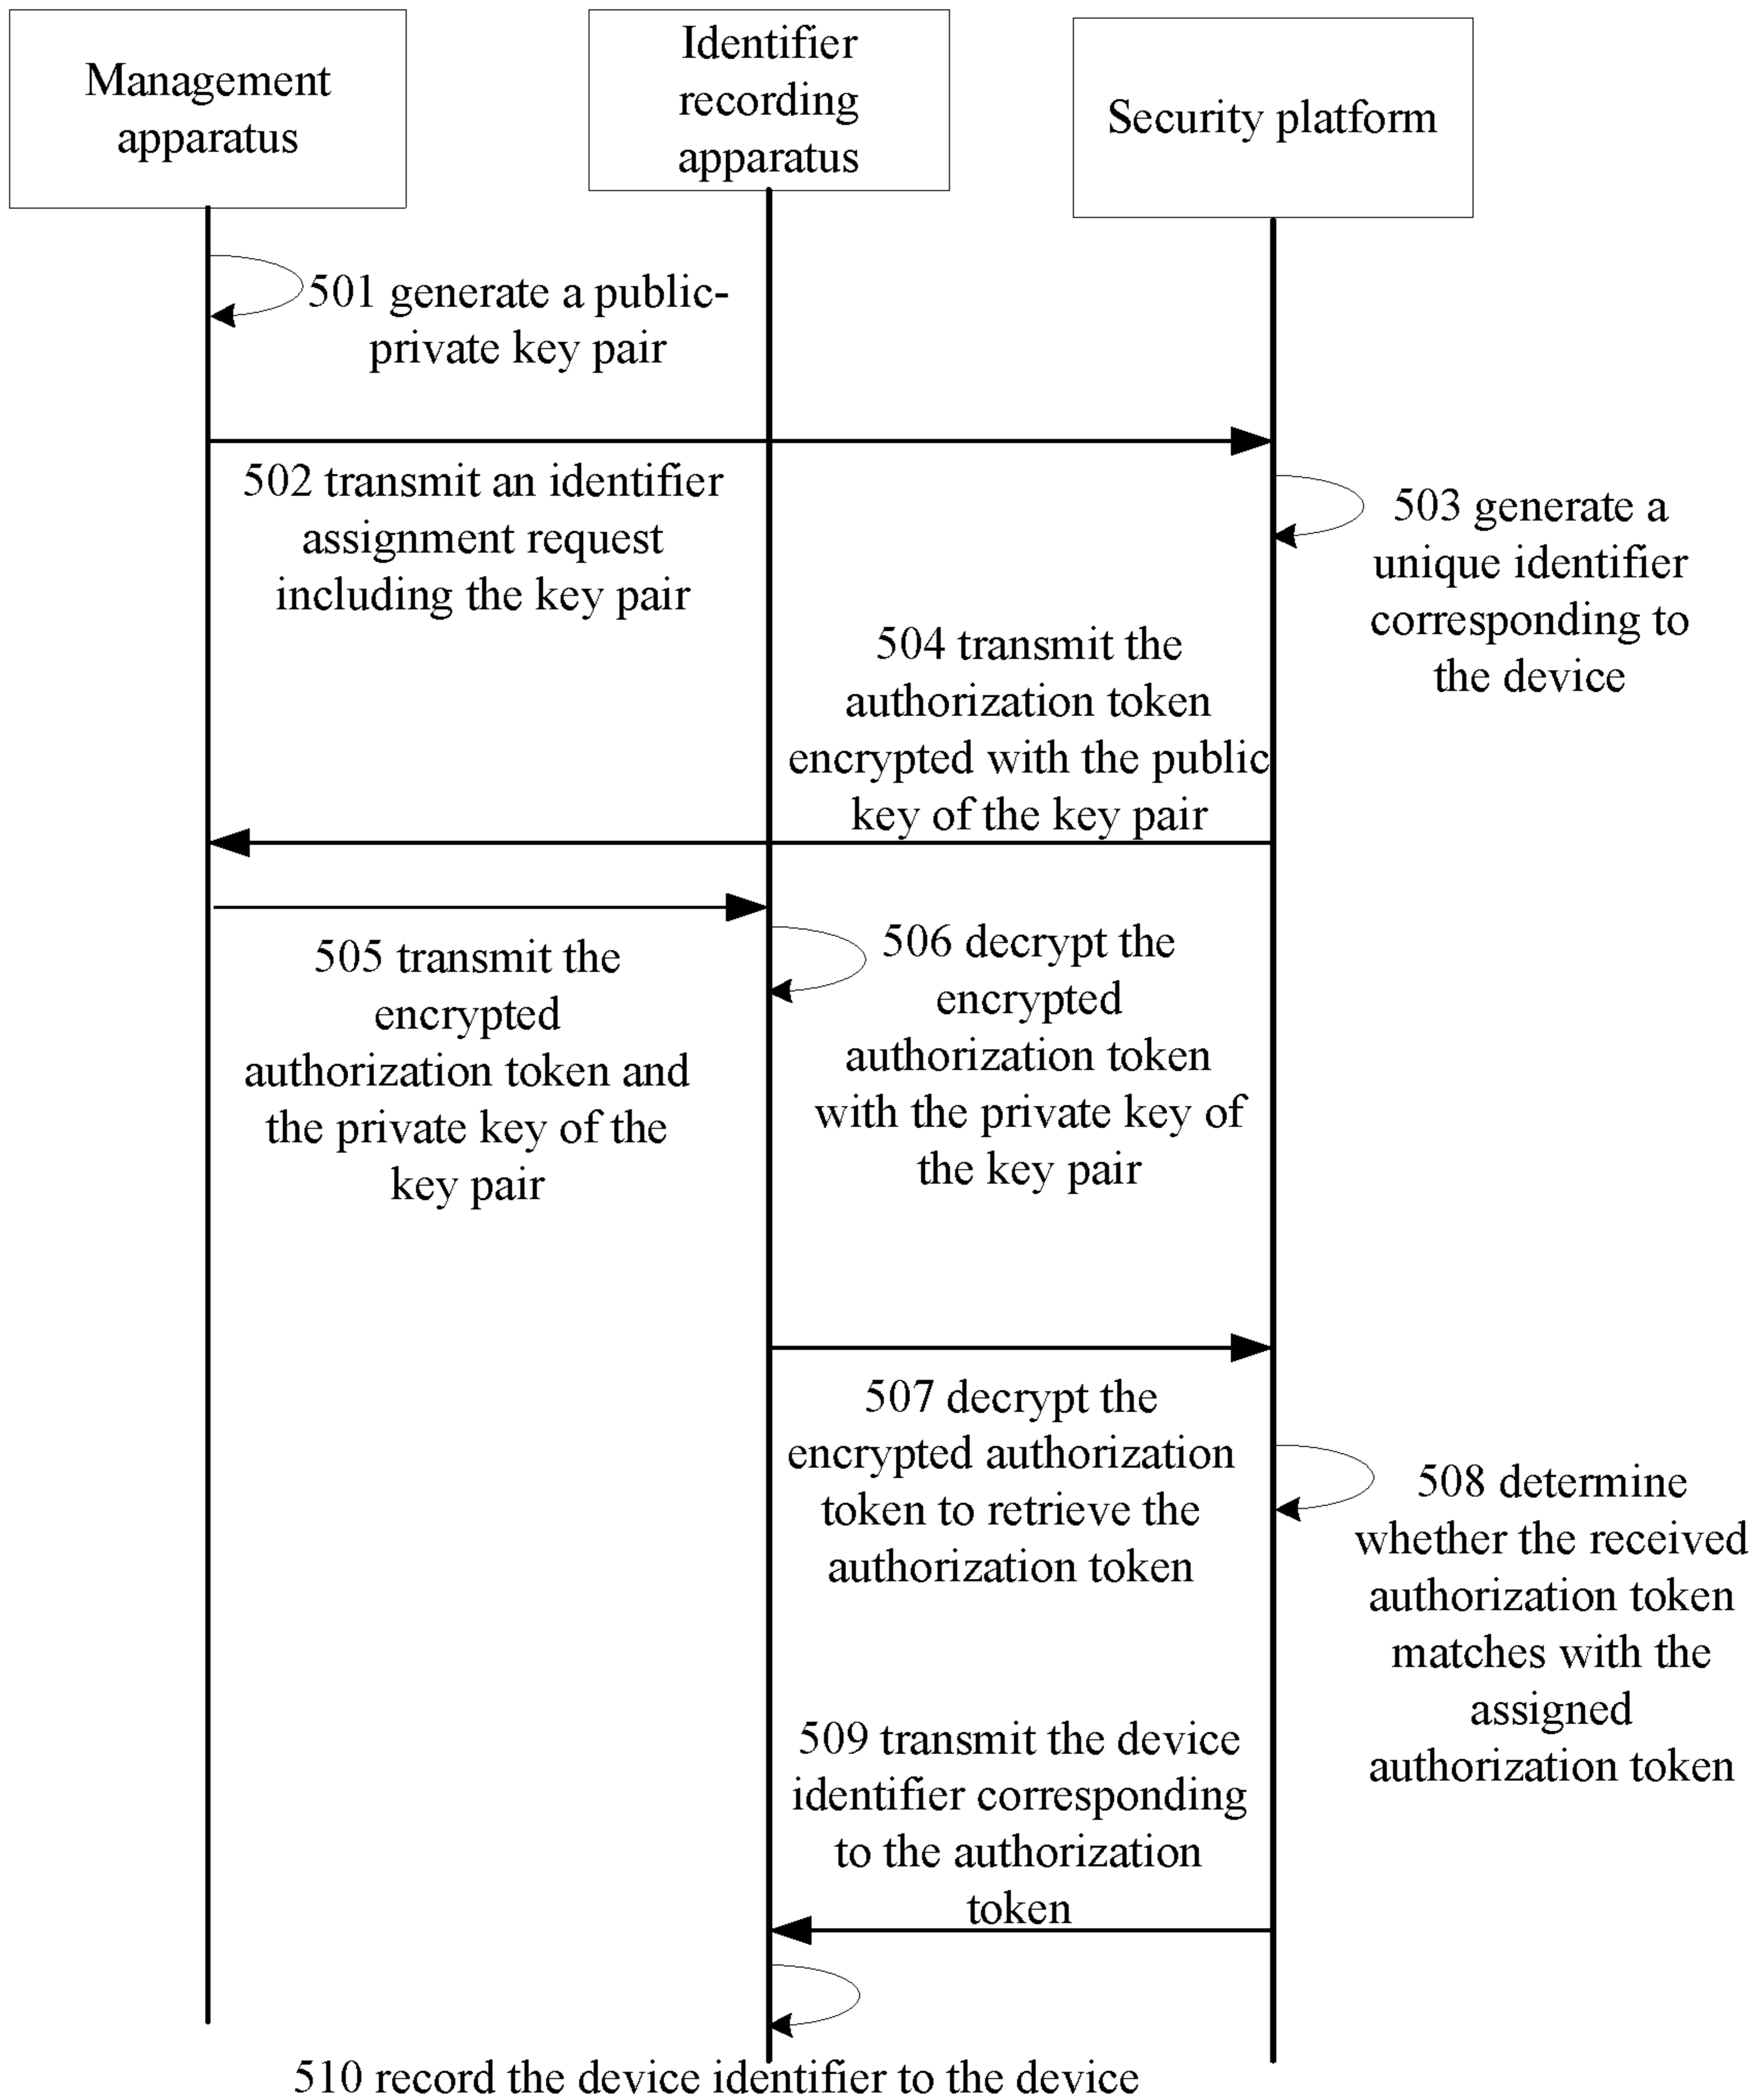 Management
apparatus
Identifier
recording
apparatus
Security platform
501 generate a public-
private key pair
502 transmit an identifier
assignment request
including the key pair
503 generate a
unique identifier
corresponding to
the device
504 transmit the
authorization token
encrypted with the public
key of the key pair
505 transmit the
encrypted
authorization token and
the private key of the
key pair
506 decrypt the
encrypted
authorization token
with the private key of
the key pair
507 decrypt the
encrypted authorization
token to retrieve the
authorization token
508 determine
whether the received
authorization token
matches with the
assigned
authorization token
509 transmit the device
identifier corresponding
to the authorization
token
510 record the device identifier to the device